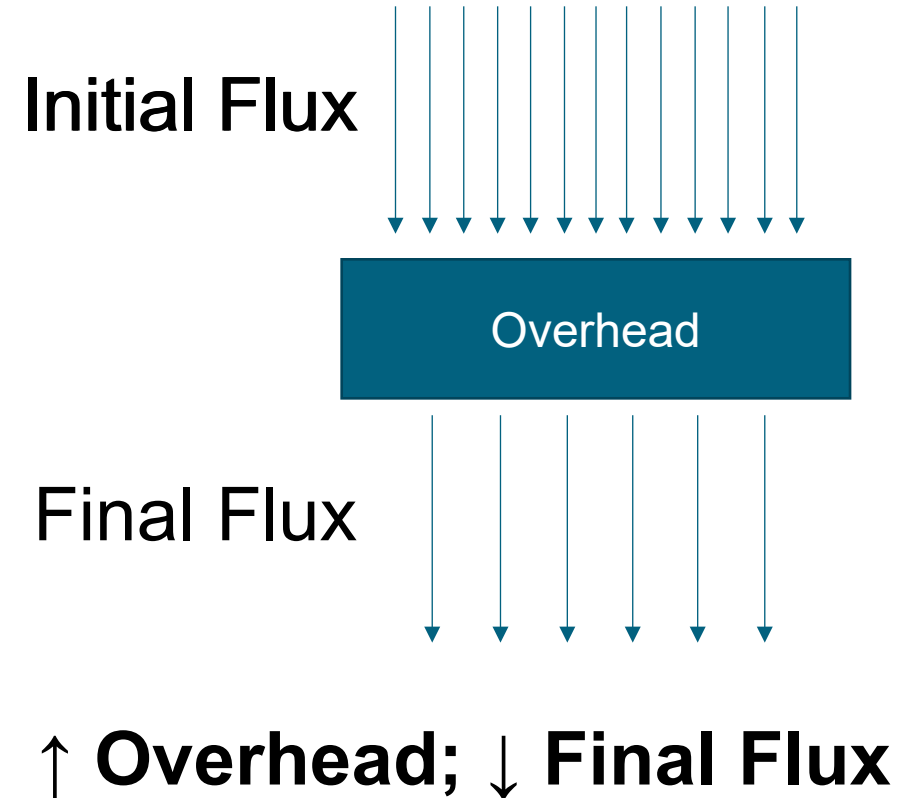 Initial Flux
Overhead
Final Flux
↑ Overhead; ↓ Final Flux